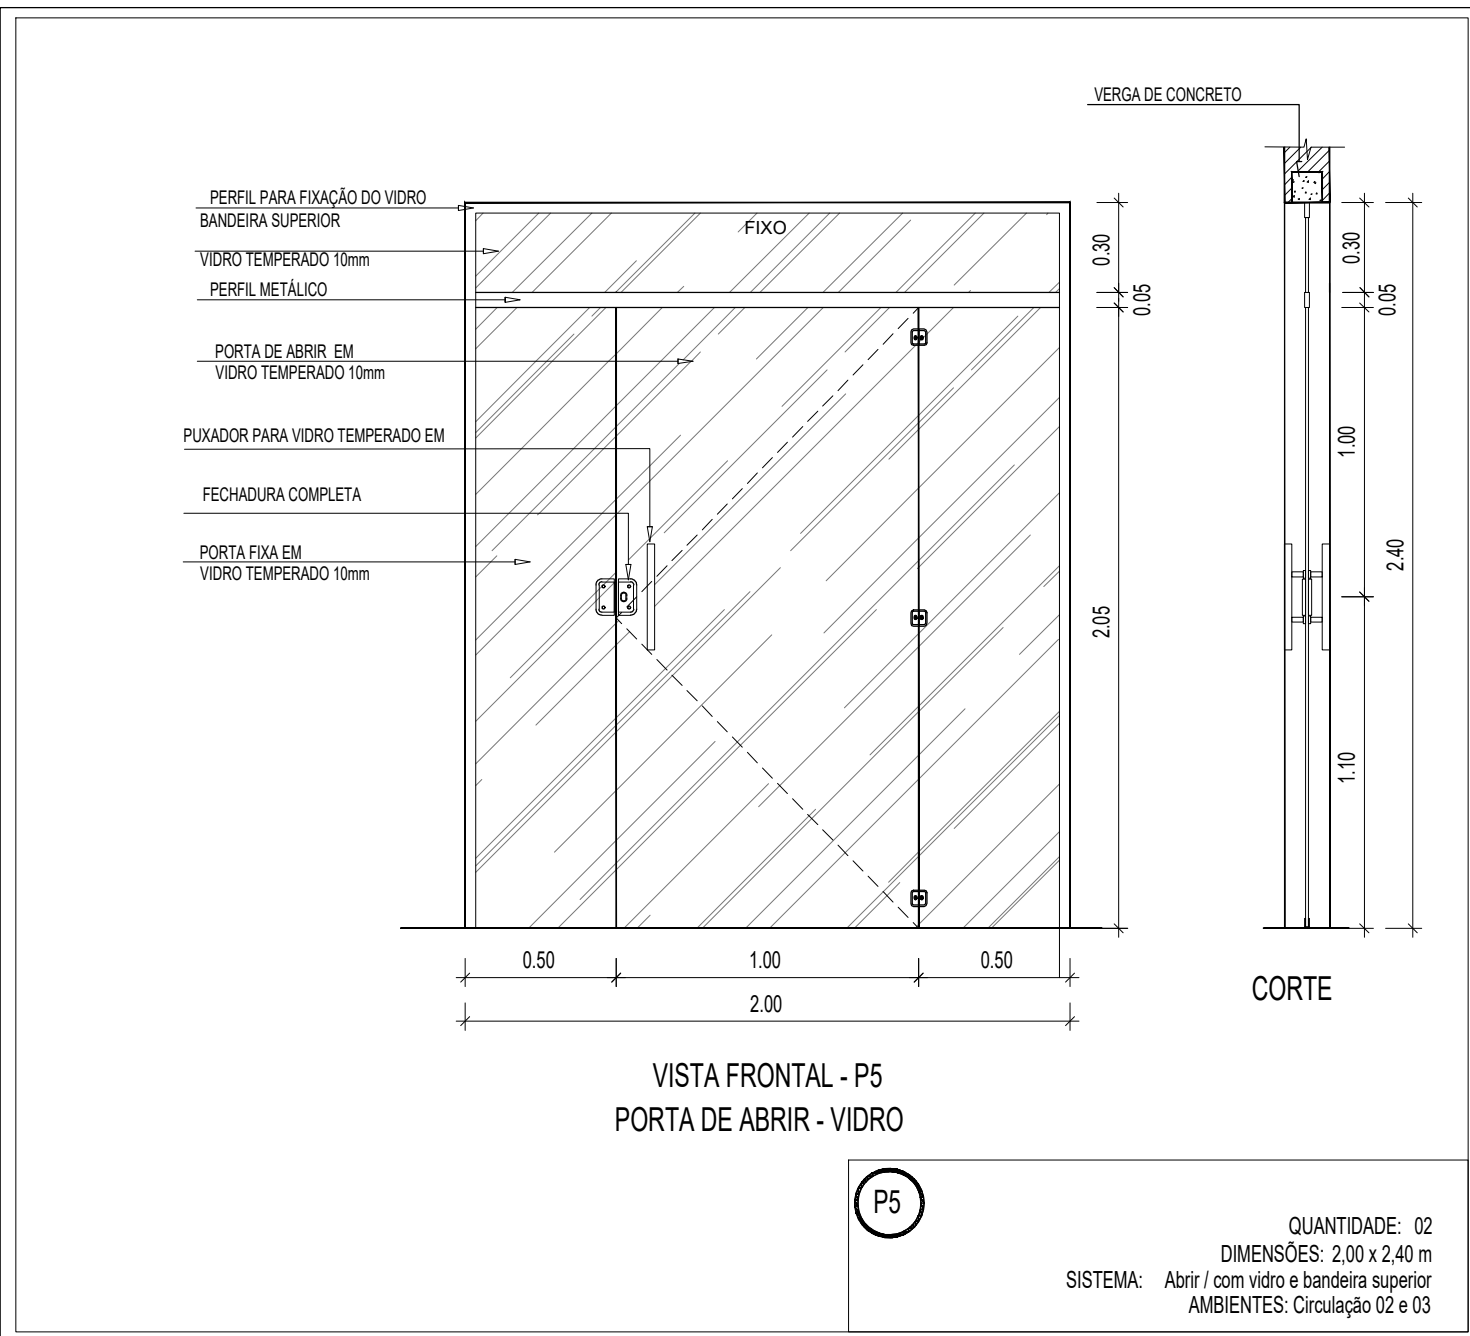 VERGA DE CONCRETO
PERFIL PARA FIXAÇÃO DO VIDRO
BANDEIRA SUPERIOR
VIDRO TEMPERADO 10mm
PERFIL METÁLICO
PORTA DE ABRIR EM
VIDRO TEMPERADO 10mm
PUXADOR PARA VIDRO TEMPERADO EM
FECHADURA COMPLETA
PORTA FIXA EM
VIDRO TEMPERADO 10mm
FIXO
0.30
0.05
2.05
0.30
0.05
1.00
2.40
1.10
0.50
1.00
0.50
2.00
CORTE
VISTA FRONTAL - P5
PORTA DE ABRIR - VIDRO
P5
QUANTIDADE: 02
DIMENSÕES: 2,00 x 2,40 m
SISTEMA: Abrir / com vidro e bandeira superior
AMBIENTES: Circulação 02 e 03